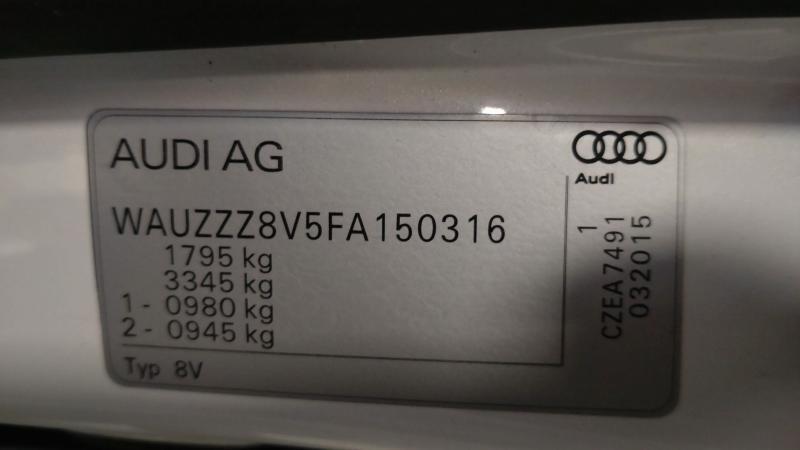 AUDI AG
Audi
WAUZZZ8V5FA150316
1795 kg
3345 kg
1 - 0980 kg
2 - 0945 kg
Typ 8V
1
CZEA7491
032015